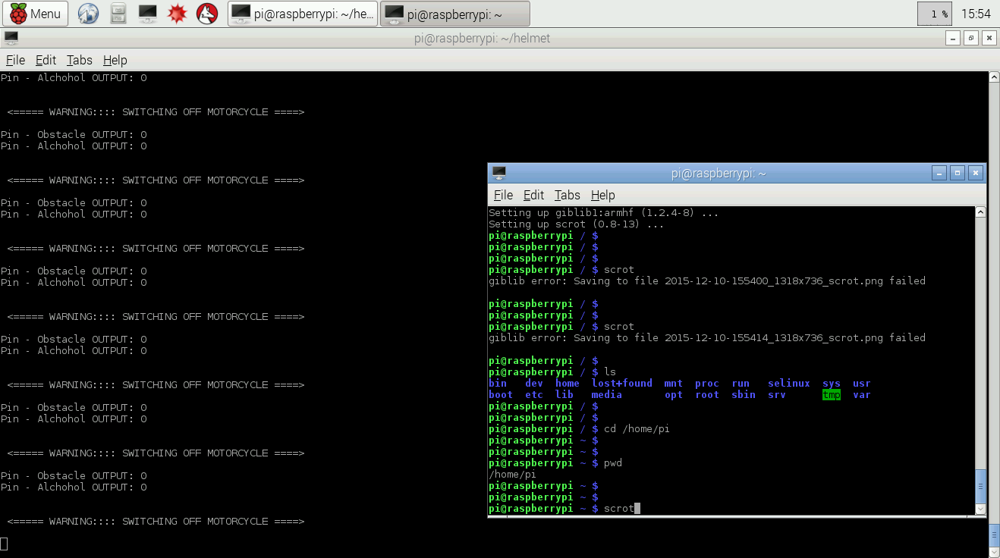 Menu
pi@raspberrypi: ~/he...
pi@raspberrypi: ~
1 %
15:54
pi@raspberrypi: ~/helmet
File Edit Tabs Help
Pin - Alchohol OUTPUT: 0
<===== WARNING:::: SWITCHING OFF MOTORCYCLE ====>
Pin - Obstacle OUTPUT: 0
Pin - Alchohol OUTPUT: 0
<===== WARNING:::: SWITCHING OFF MOTORCYCLE ====>
Pin - Obstacle OUTPUT: 0
Pin - Alchohol OUTPUT: 0
<===== WARNING:::: SWITCHING OFF MOTORCYCLE ====>
Pin - Obstacle OUTPUT: 0
Pin - Alchohol OUTPUT: 0
<===== WARNING:::: SWITCHING OFF MOTORCYCLE ====>
Pin - Obstacle OUTPUT: 0
Pin - Alchohol OUTPUT: 0
<===== WARNING:::: SWITCHING OFF MOTORCYCLE ====>
Pin - Obstacle OUTPUT: 0
Pin - Alchohol OUTPUT: 0
<===== WARNING:::: SWITCHING OFF MOTORCYCLE ====>
Pin - Obstacle OUTPUT: 0
Pin - Alchohol OUTPUT: 0
<===== WARNING:::: SWITCHING OFF MOTORCYCLE ====>
pi@raspberrypi: ~
File Edit Tabs Help
Setting up giblib1:armhf (1.2.4-8) ...
Setting up scrot (0.8-13) ...
pi@raspberrypi / $
pi@raspberrypi / $
pi@raspberrypi / $
pi@raspberrypi / $ scrot
giblib error: Saving to file 2015-12-10-155400_1318x736_scrot.png failed
pi@raspberrypi / $
pi@raspberrypi / $
pi@raspberrypi / $ scrot
giblib error: Saving to file 2015-12-10-155414_1318x736_scrot.png failed
pi@raspberrypi / $
pi@raspberrypi / $ ls
bin dev home lost+found mnt proc run selinux sys usr
boot etc lib media opt root sbin srv tmp var
pi@raspberrypi / $
pi@raspberrypi / $
pi@raspberrypi / $ cd /home/pi
pi@raspberrypi ~ $
pi@raspberrypi ~ $
pi@raspberrypi ~ $ pwd
/home/pi
pi@raspberrypi ~ $
pi@raspberrypi ~ $
pi@raspberrypi ~ $ scrot